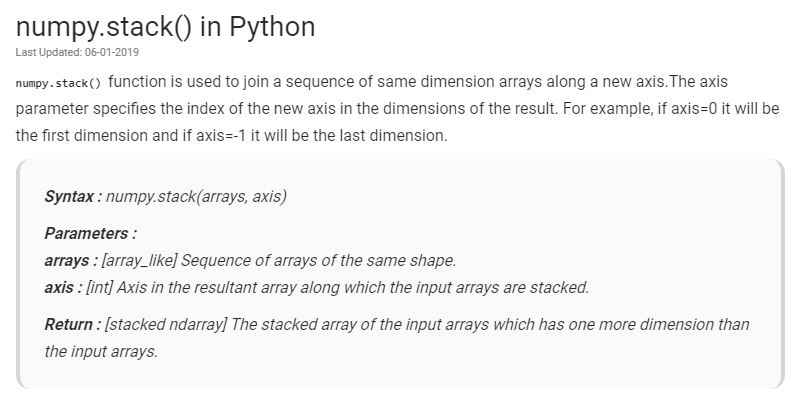 numpy.stack() in Python
Last Updated: 06-01-2019
numpy.stack() function is used to join a sequence of same dimension arrays along a new axis.The axis
parameter specifies the index of the new axis in the dimensions of the result. For example, if axis=0 it will be
the first dimension and if axis=-1 it will be the last dimension.
Syntax : numpy.stack(arrays, axis)
Parameters :
arrays : [array_like] Sequence of arrays of the same shape.
axis : [int] Axis in the resultant array along which the input arrays are stacked.
Return : [stacked ndarray] The stacked array of the input arrays which has one more dimension than
the input arrays.